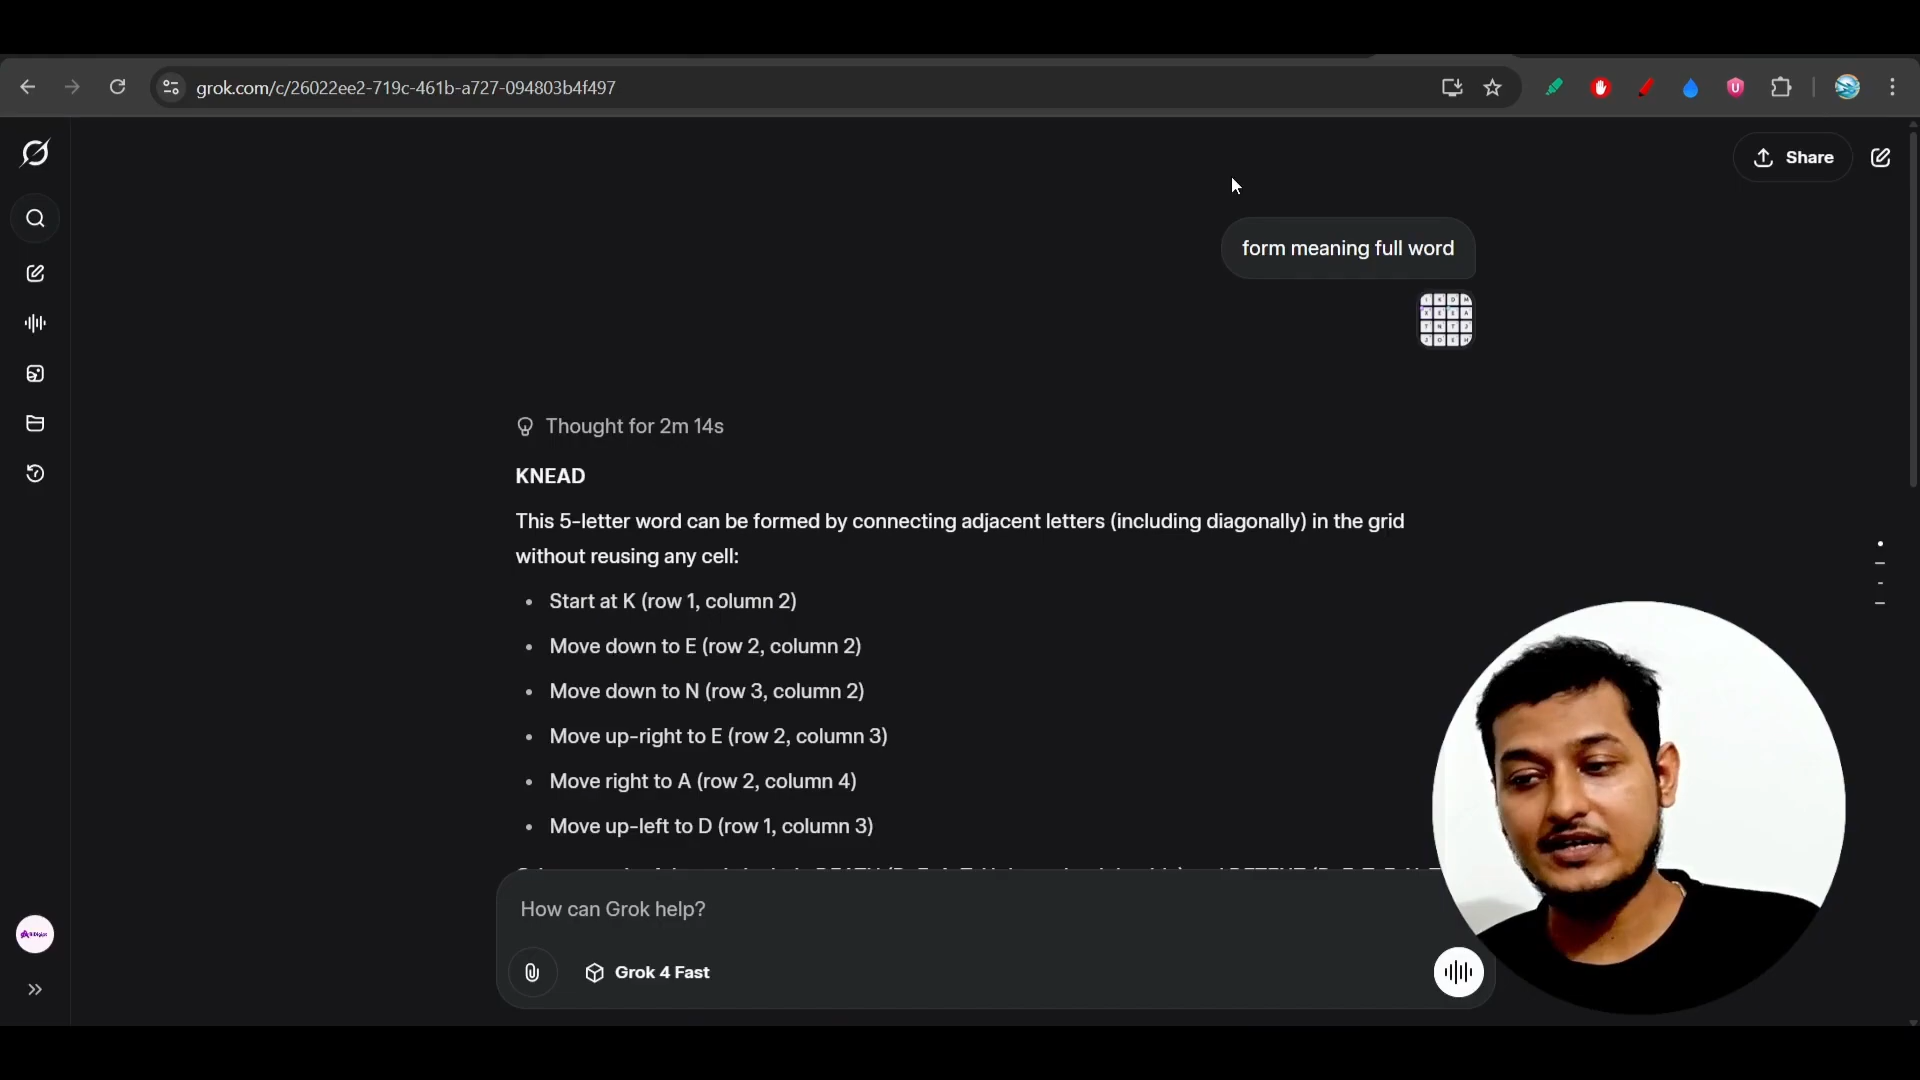 grok.com/c/26022ee2-719c-461b-a727-094803b4f497
Share
form meaning full word
I K D M
E E A
T N T J
J O E H
Thought for 2m 14s
KNEAD
This 5-letter word can be formed by connecting adjacent letters (including diagonally) in the grid
without reusing any cell:
• Start at K (row 1, column 2)
• Move down to E (row 2, column 2)
• Move down to N (row 3, column 2)
• Move up-right to E (row 2, column 3)
• Move right to A (row 2, column 4)
• Move up-left to D (row 1, column 3)
How can Grok help?
Grok 4 Fast